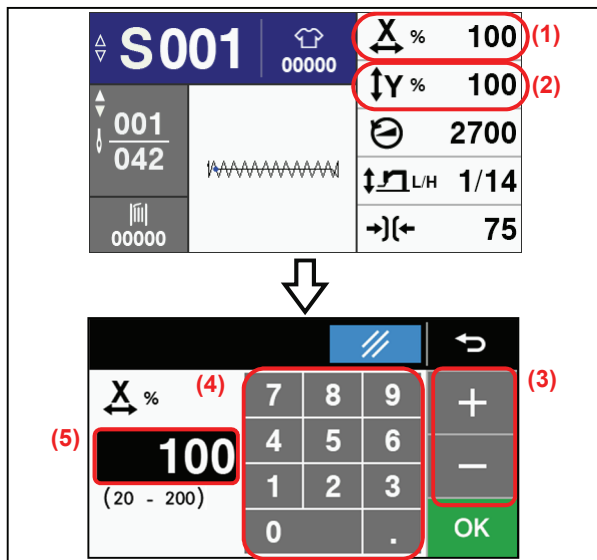 S001
00000
X % 100 (1)
Y % 100 (2)
001
042
2700
L/H 1/14
00000
75
(4)
(3)
X %
7 8 9
+
(5)
100
4 5 6
−
(20 - 200)
1 2 3
0 .
OK